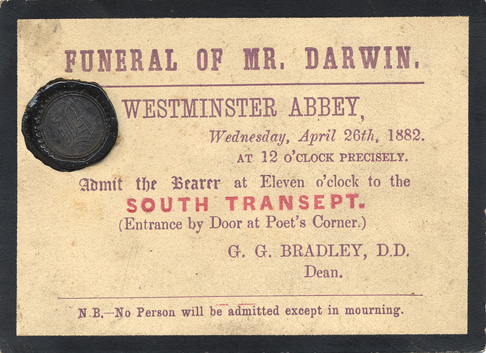 FUNERAL OF MR. DARWIN.
WESTMINSTER ABBEY,
Wednesday, April 26th, 1882.
AT 12 O'CLOCK PRECISELY.
Admit the Bearer at Eleven o'clock to the
SOUTH TRANSEPT.
(Entrance by Door at Poet's Corner.)
G. G. BRADLEY, D.D.
Dean.
N.B.—No Person will be admitted except in mourning.